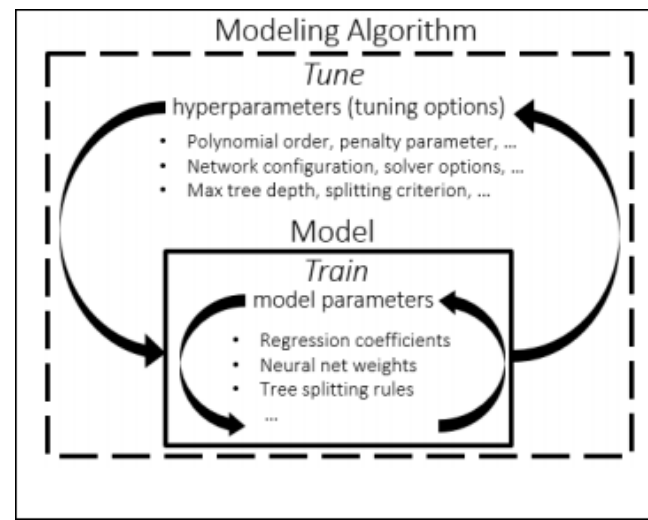 Modeling Algorithm
Tune
hyperparameters (tuning options)
• Polynomial order, penalty parameter, ...
• Network configuration, solver options, ...
• Max tree depth, splitting criterion, ...
Model
Train
model parameters
• Regression coefficients
• Neural net weights
• Tree splitting rules
...